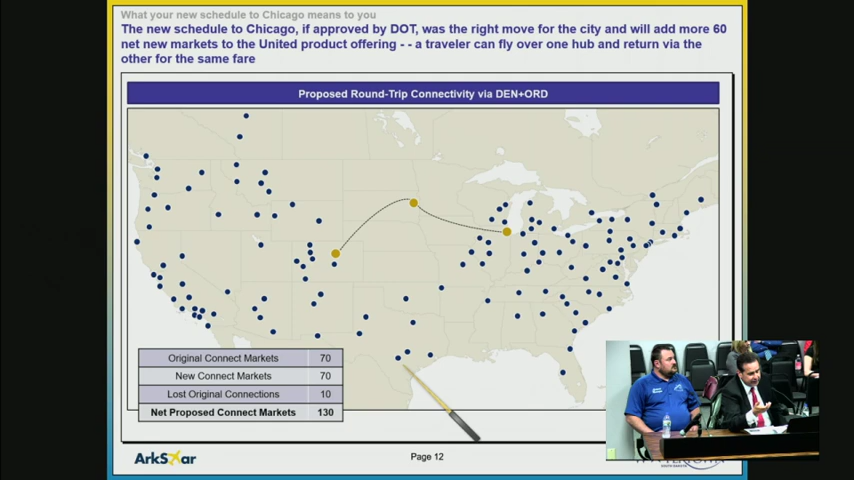 What your new schedule to Chicago means to you
The new schedule to Chicago, if approved by DOT, was the right move for the city and will add more 60
net new markets to the United product offering - - a traveler can fly over one hub and return via the
other for the same fare
Proposed Round-Trip Connectivity via DEN+ORD
Original Connect Markets 70
New Connect Markets 70
Lost Original Connections 10
Net Proposed Connect Markets 130
ArkStar
Page 12
SOUTH DAKOTA